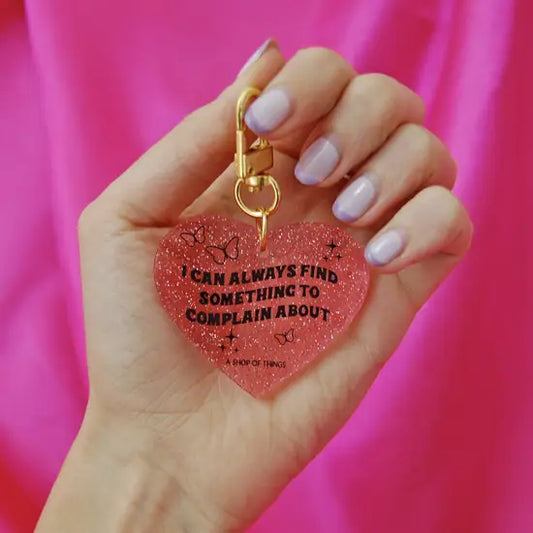 I CAN ALWAYS FIND
SOMETHING TO
COMPLAIN ABOUT
A SHOP OF THINGS